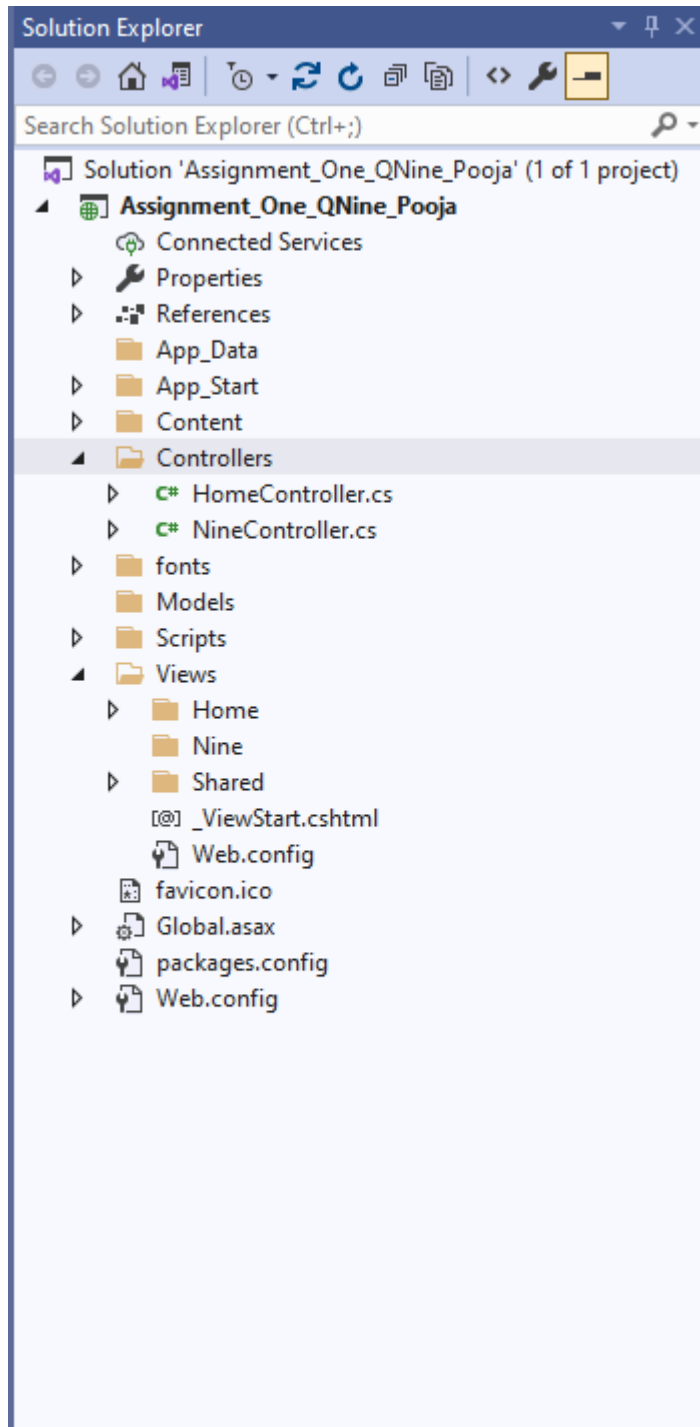 Solution Explorer
Search Solution Explorer (Ctrl+;)
Solution 'Assignment_One_QNine_Pooja' (1 of 1 project)
Assignment_One_QNine_Pooja
Connected Services
Properties
References
App_Data
App_Start
Content
Controllers
C# HomeController.cs
C# NineController.cs
fonts
Models
Scripts
Views
Home
Nine
Shared
[@] _ViewStart.cshtml
Web.config
favicon.ico
Global.asax
packages.config
Web.config